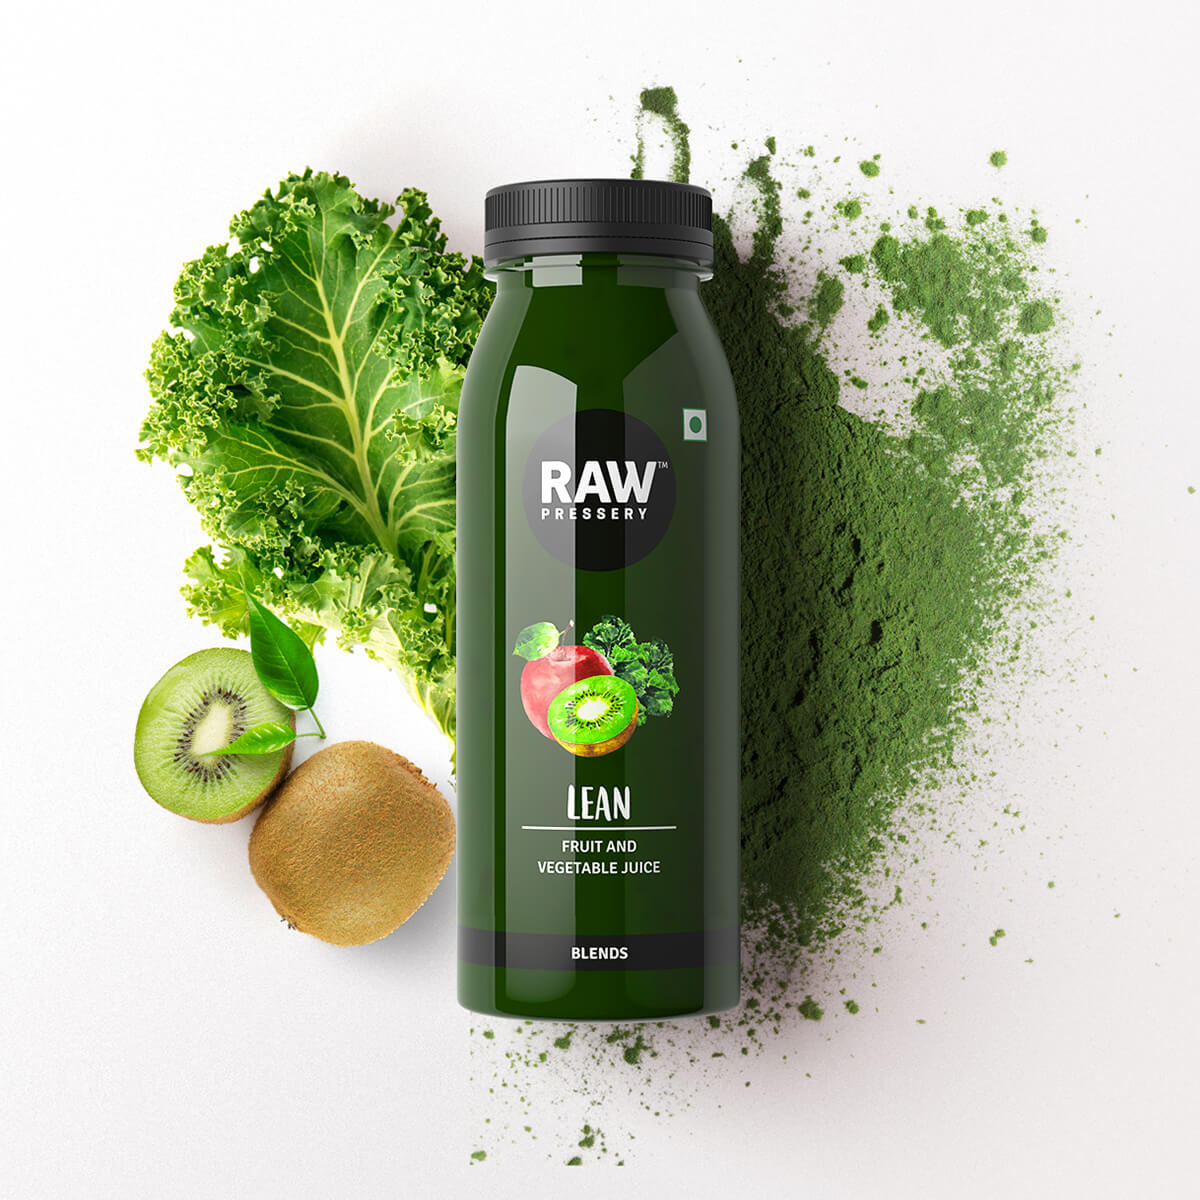 RAW™
PRESSERY
LEAN
FRUIT AND
VEGETABLE JUICE
BLENDS